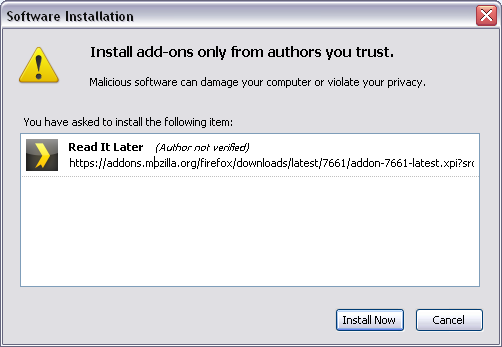 Software Installation
Install add-ons only from authors you trust.
Malicious software can damage your computer or violate your privacy.
You have asked to install the following item:
Read It Later (Author not verified)
https://addons.mozilla.org/firefox/downloads/latest/7661/addon-7661-latest.xpi?src
Install Now Cancel